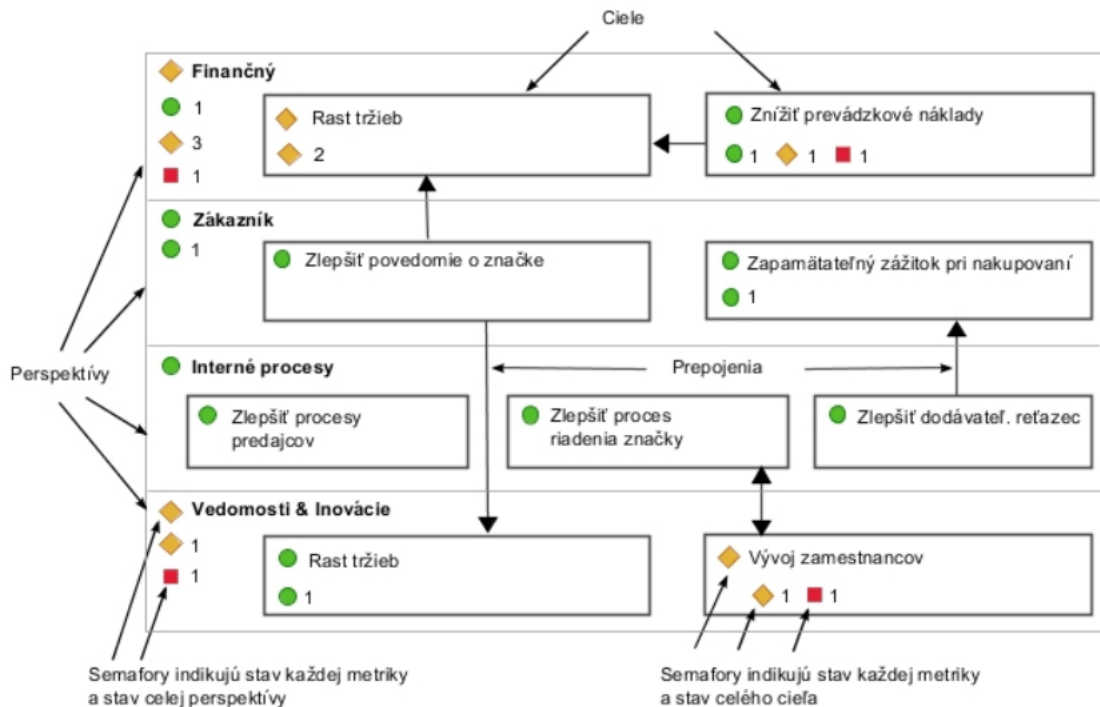 Ciele
Finančný
1
3
1
Rast tržieb
2
Znížiť prevádzkové náklady
1 1 1
Zákazník
1
Zlepšiť povedomie o značke
Zapamätateľný zážitok pri nakupovaní
1
Perspektívy
Interné procesy
Prepojenia
Zlepšiť procesy
predajcov
Zlepšiť proces
riadenia značky
Zlepšiť dodávateľ. reťazec
Vedomosti & Inovácie
1
1
Rast tržieb
1
Vývoj zamestnancov
1 1
Semafory indikujú stav každej metriky
a stav celej perspektívy
Semafory indikujú stav každej metriky
a stav celého cieľa